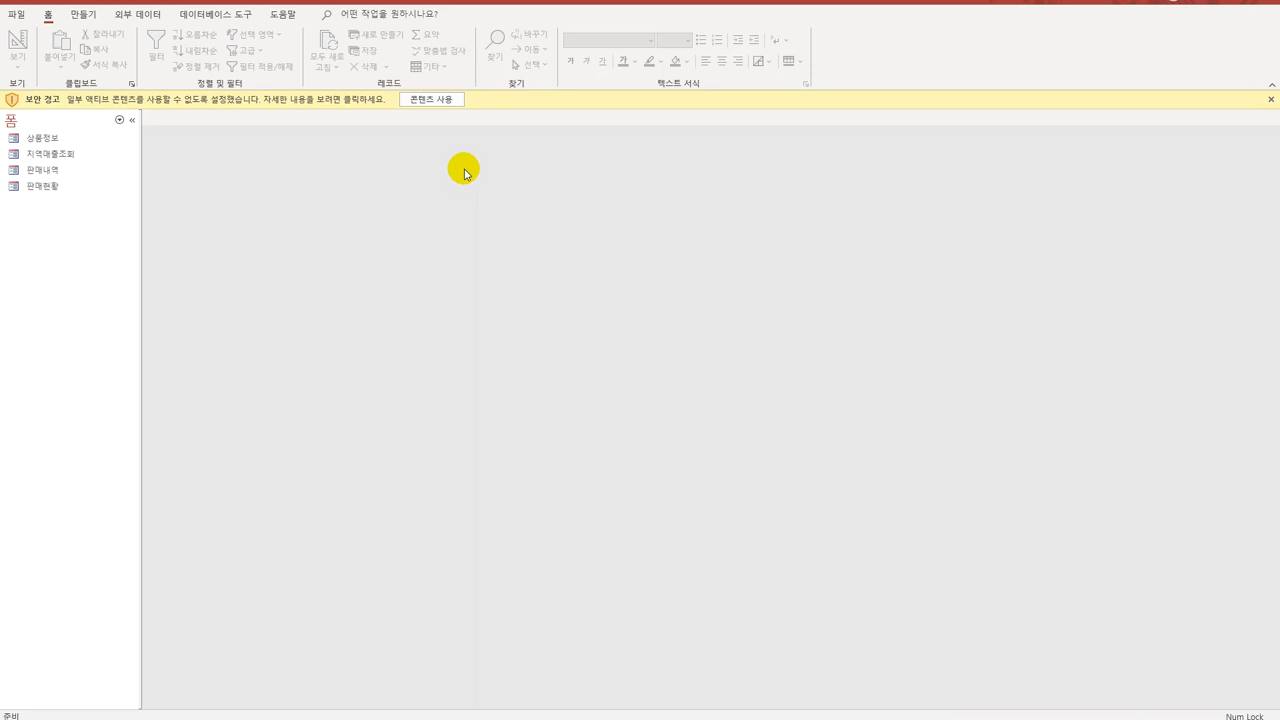 파일 홈 만들기 외부 데이터 데이터베이스 도구 도움말 어떤 작업을 원하시나요?
보기
보기
붙여넣기
잘라내기
복사
서식 복사
클립보드
필터
오름차순
내림차순
정렬 제거
선택 영역
고급
필터 적용/해제
정렬 및 필터
모두 새로
고침
새로 만들기
저장
삭제
요약
맞춤법 검사
기타
레코드
찾기
바꾸기
이동
선택
찾기
가 가 가 가
텍스트 서식
보안 경고 일부 액티브 콘텐츠를 사용할 수 없도록 설정했습니다. 자세한 내용을 보려면 클릭하세요. 콘텐츠 사용
폼
상품정보
지역매출조회
판매내역
판매현황
준비
Num Lock